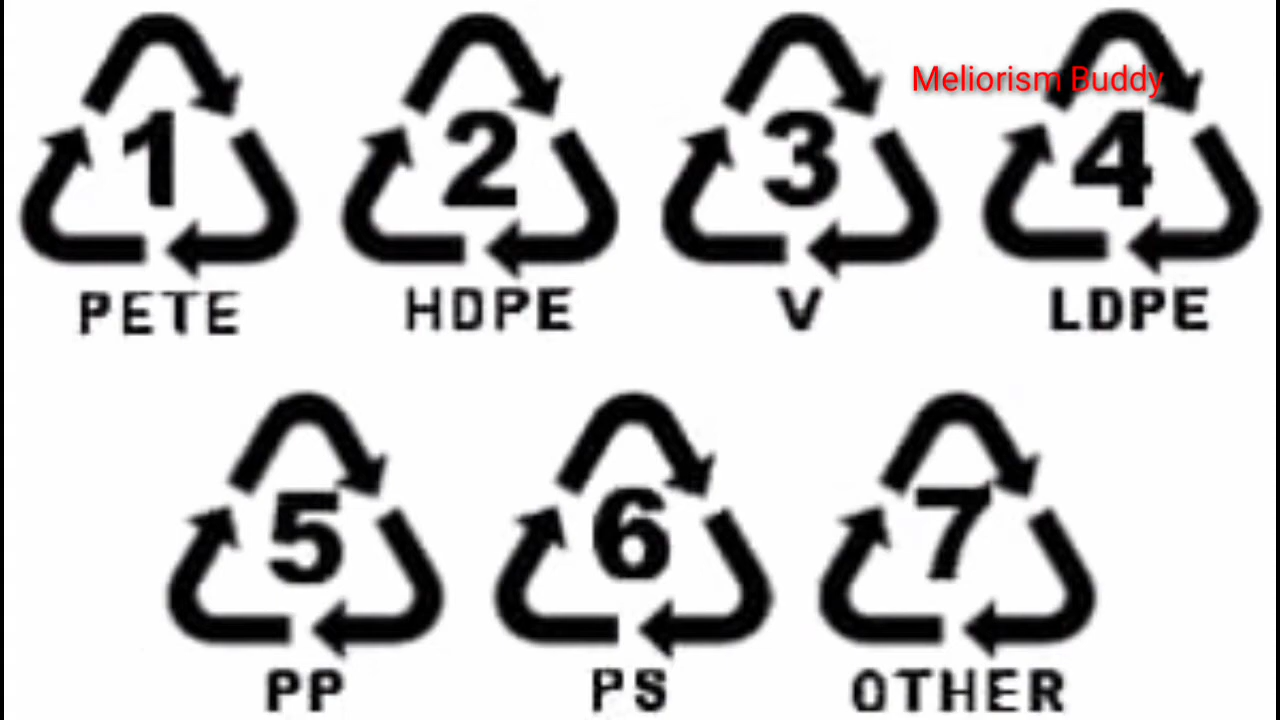 Meliorism Buddy
1 2 3 4
PETE HDPE V LDPE
5 6 7
PP PS OTHER